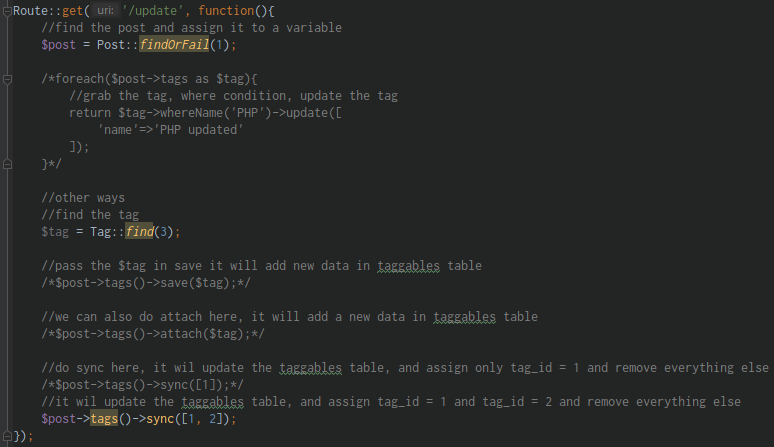 Route::get( uri: '/update', function(){
    //find the post and assign it to a variable
    $post = Post::findOrFail(1);

    /*foreach($post->tags as $tag){
        //grab the tag, where condition, update the tag
        return $tag->whereName('PHP')->update([
            'name'=>'PHP updated'
        ]);
    }*/

    //other ways
    //find the tag
    $tag = Tag::find(3);

    //pass the $tag in save it will add new data in taggables table
    /*$post->tags()->save($tag);*/

    //we can also do attach here, it will add a new data in taggables table
    /*$post->tags()->attach($tag);*/

    //do sync here, it wil update the taggables table, and assign only tag_id = 1 and remove everything else
    /*$post->tags()->sync([1]);*/
    //it wil update the taggables table, and assign tag_id = 1 and tag_id = 2 and remove everything else
    $post->tags()->sync([1, 2]);
});